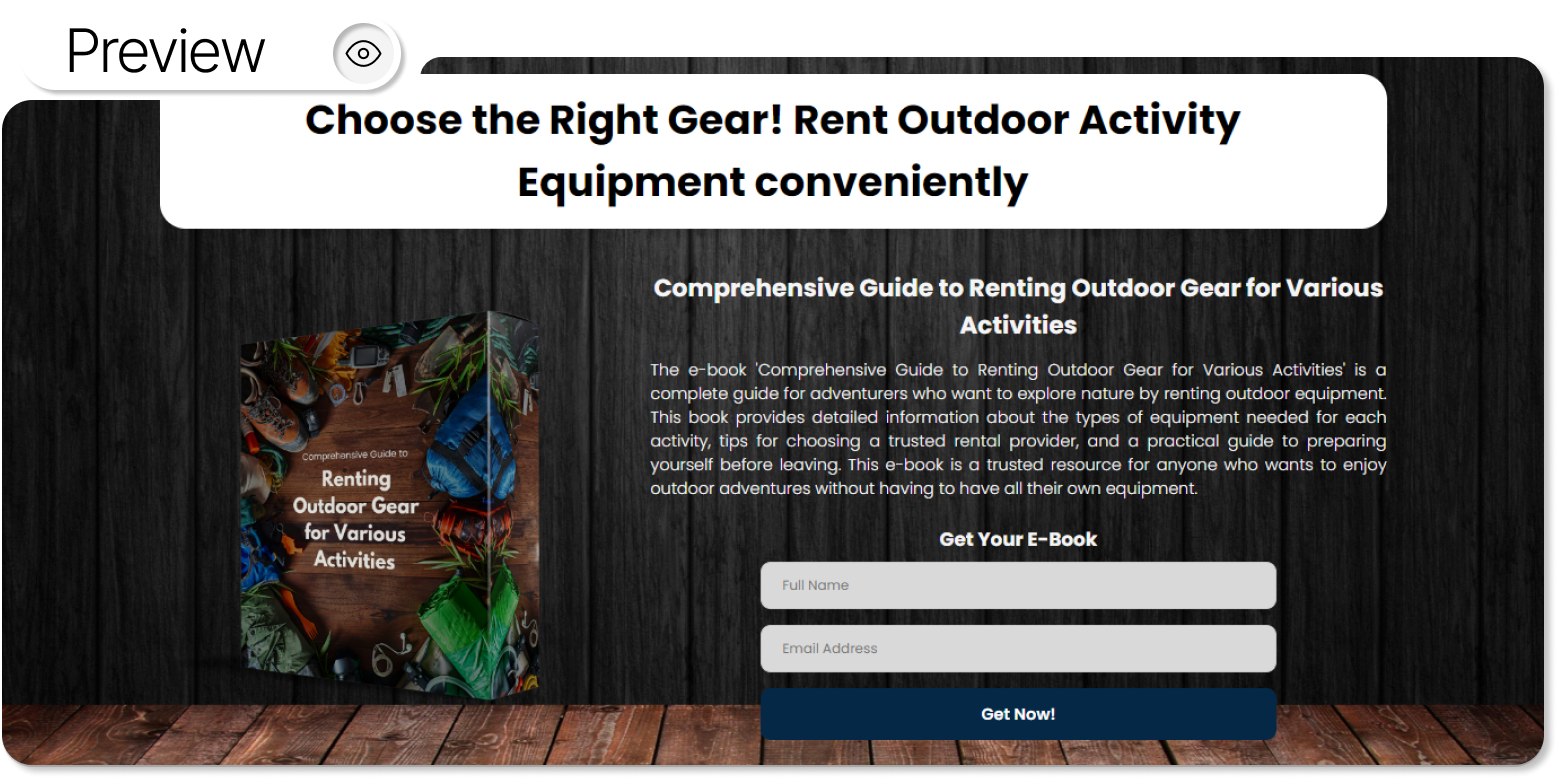 Preview
Choose the Right Gear! Rent Outdoor Activity
Equipment conveniently
Comprehensive Guide to Renting Outdoor Gear for Various
Activities
The e-book 'Comprehensive Guide to Renting Outdoor Gear for Various Activities' is a
complete guide for adventurers who want to explore nature by renting outdoor equipment.
This book provides detailed information about the types of equipment needed for each
activity, tips for choosing a trusted rental provider, and a practical guide to preparing
yourself before leaving. This e-book is a trusted resource for anyone who wants to enjoy
outdoor adventures without having to have all their own equipment.
Comprehensive Guide to
Renting
Outdoor Gear
for Various
Activities
Get Your E-Book
Full Name
Email Address
Get Now!